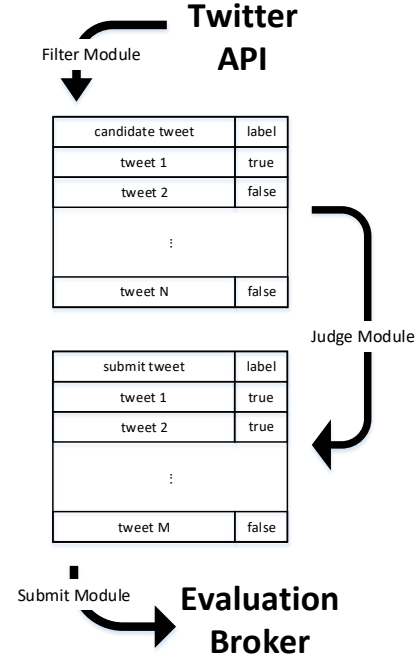 Twitter
API
Filter Module
candidate tweet label
tweet 1 true
tweet 2 false
⋮
tweet N false
Judge Module
submit tweet label
tweet 1 true
tweet 2 true
⋮
tweet M false
Submit Module
Evaluation
Broker